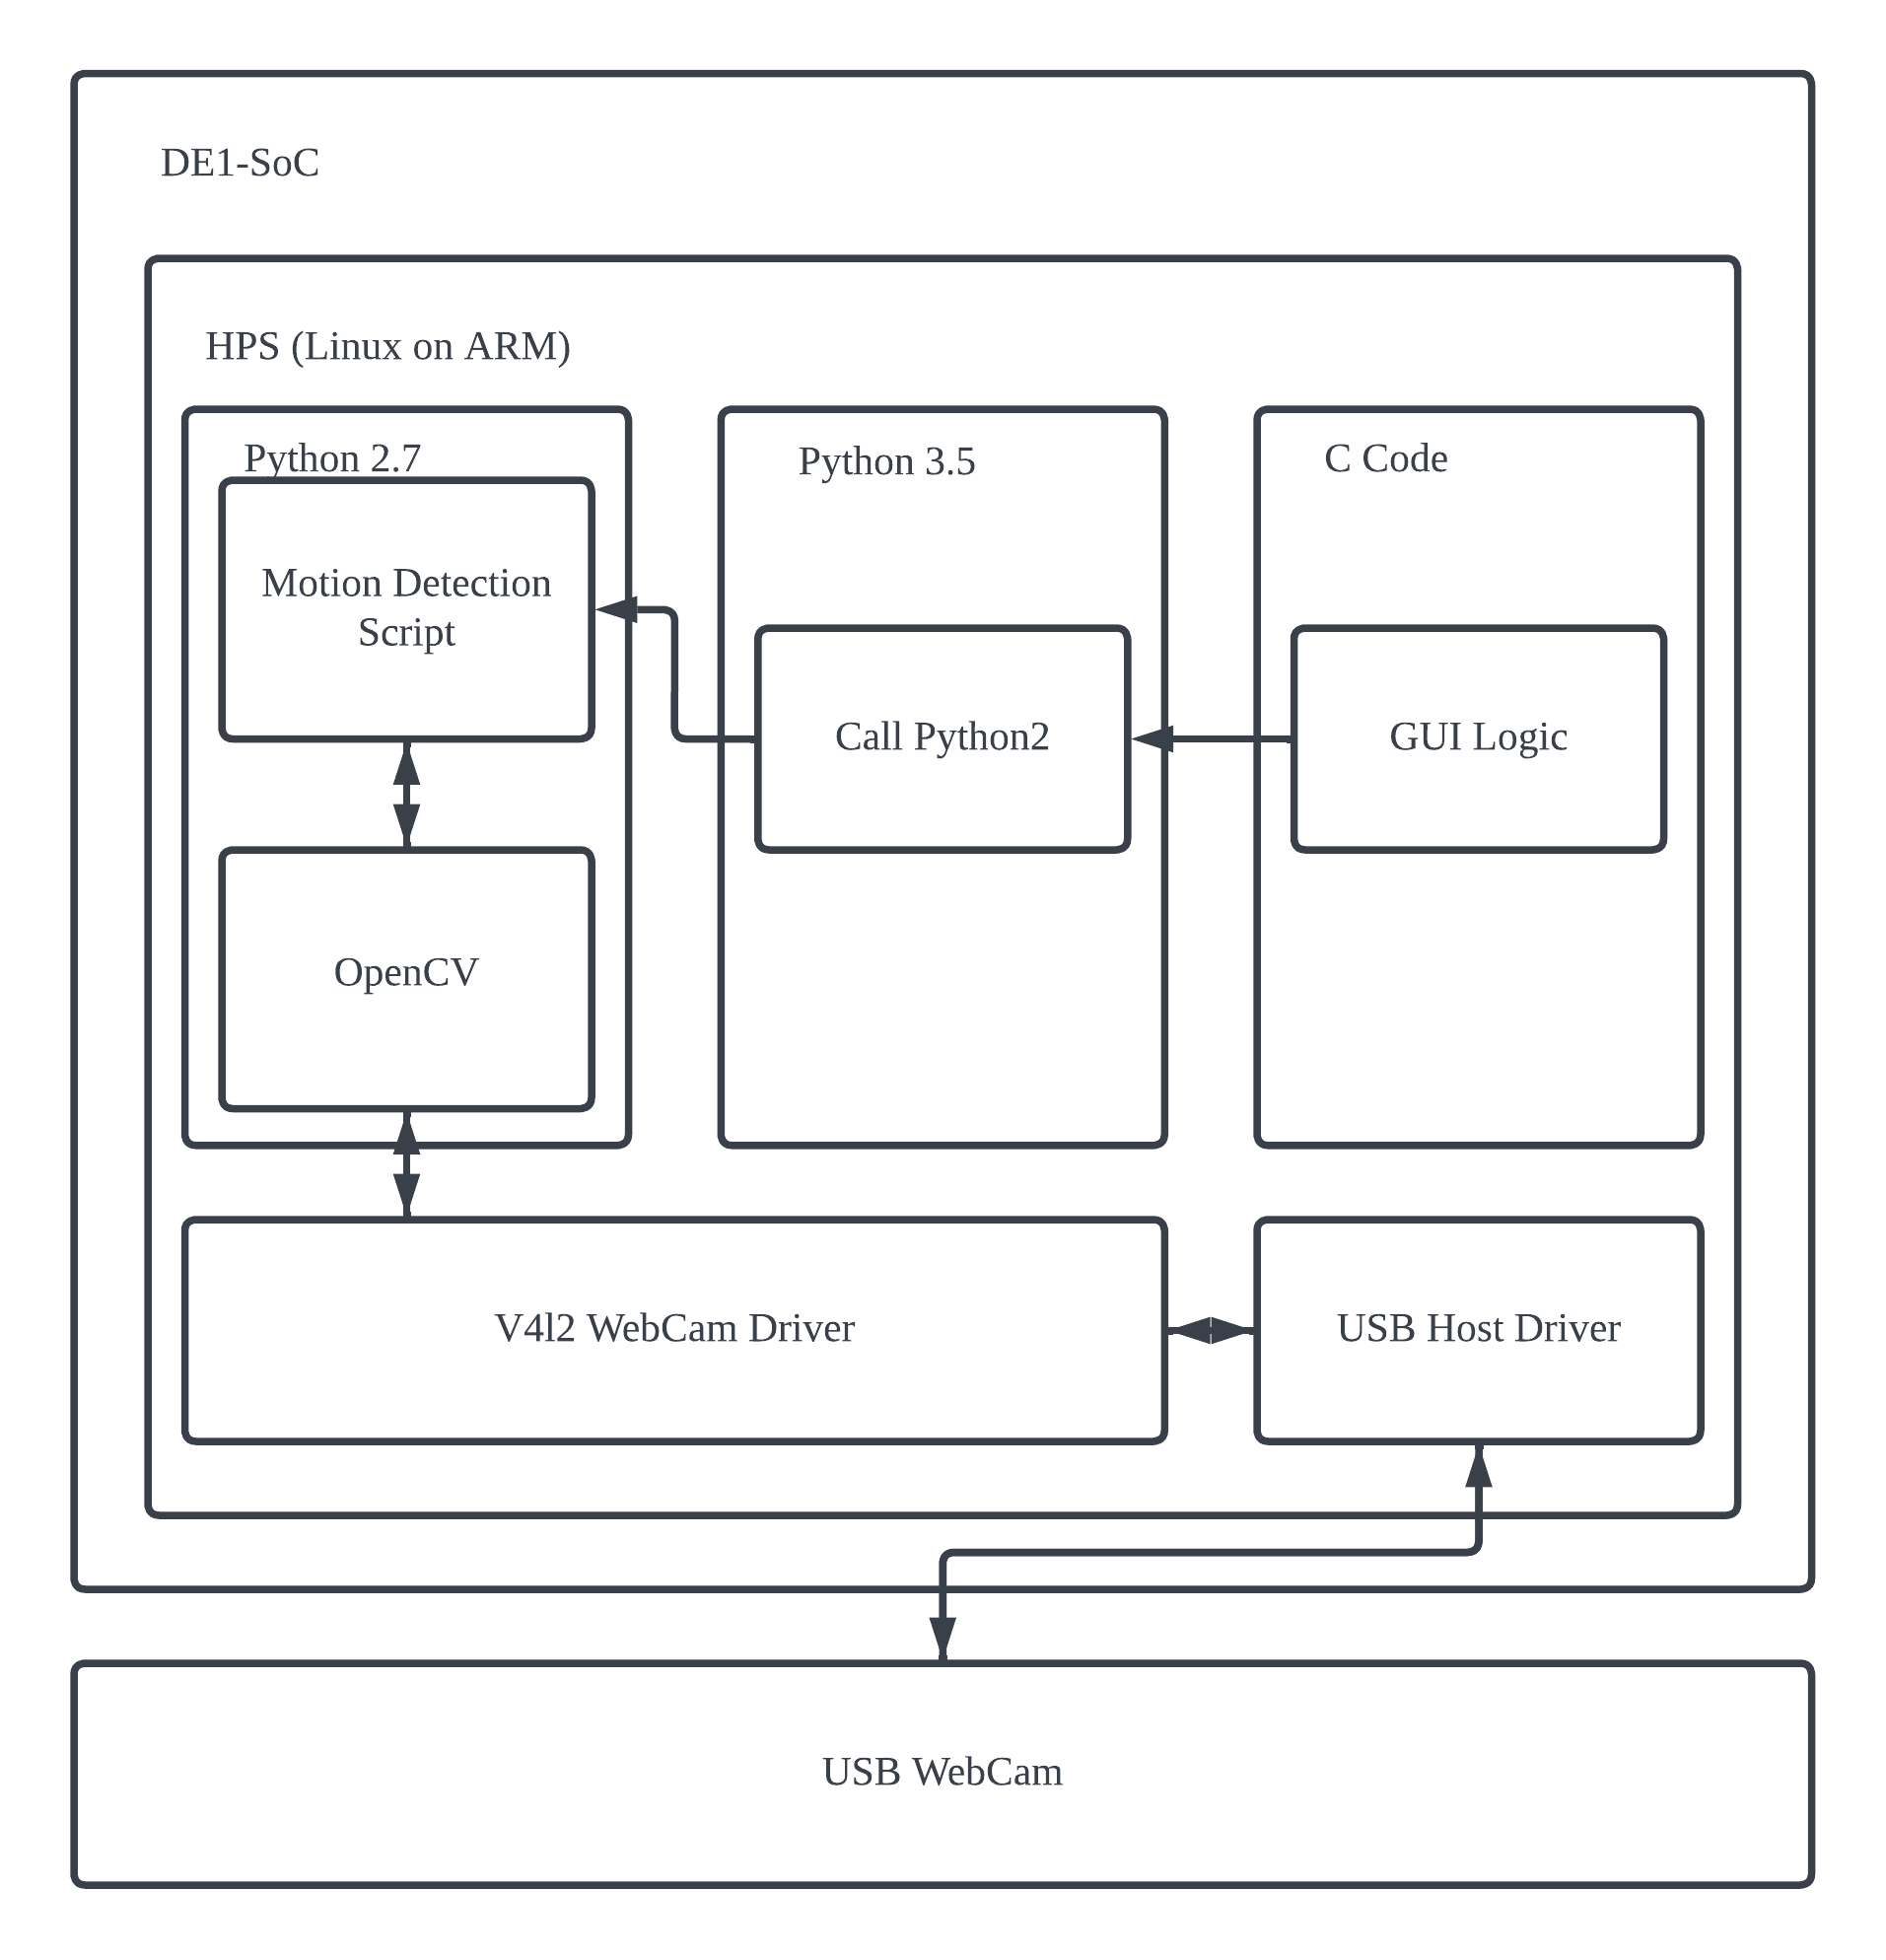 DE1-SoC
HPS (Linux on ARM)
Python 2.7
Python 3.5
C Code
Motion Detection
Script
Call Python2
GUI Logic
OpenCV
V4l2 WebCam Driver
USB Host Driver
USB WebCam